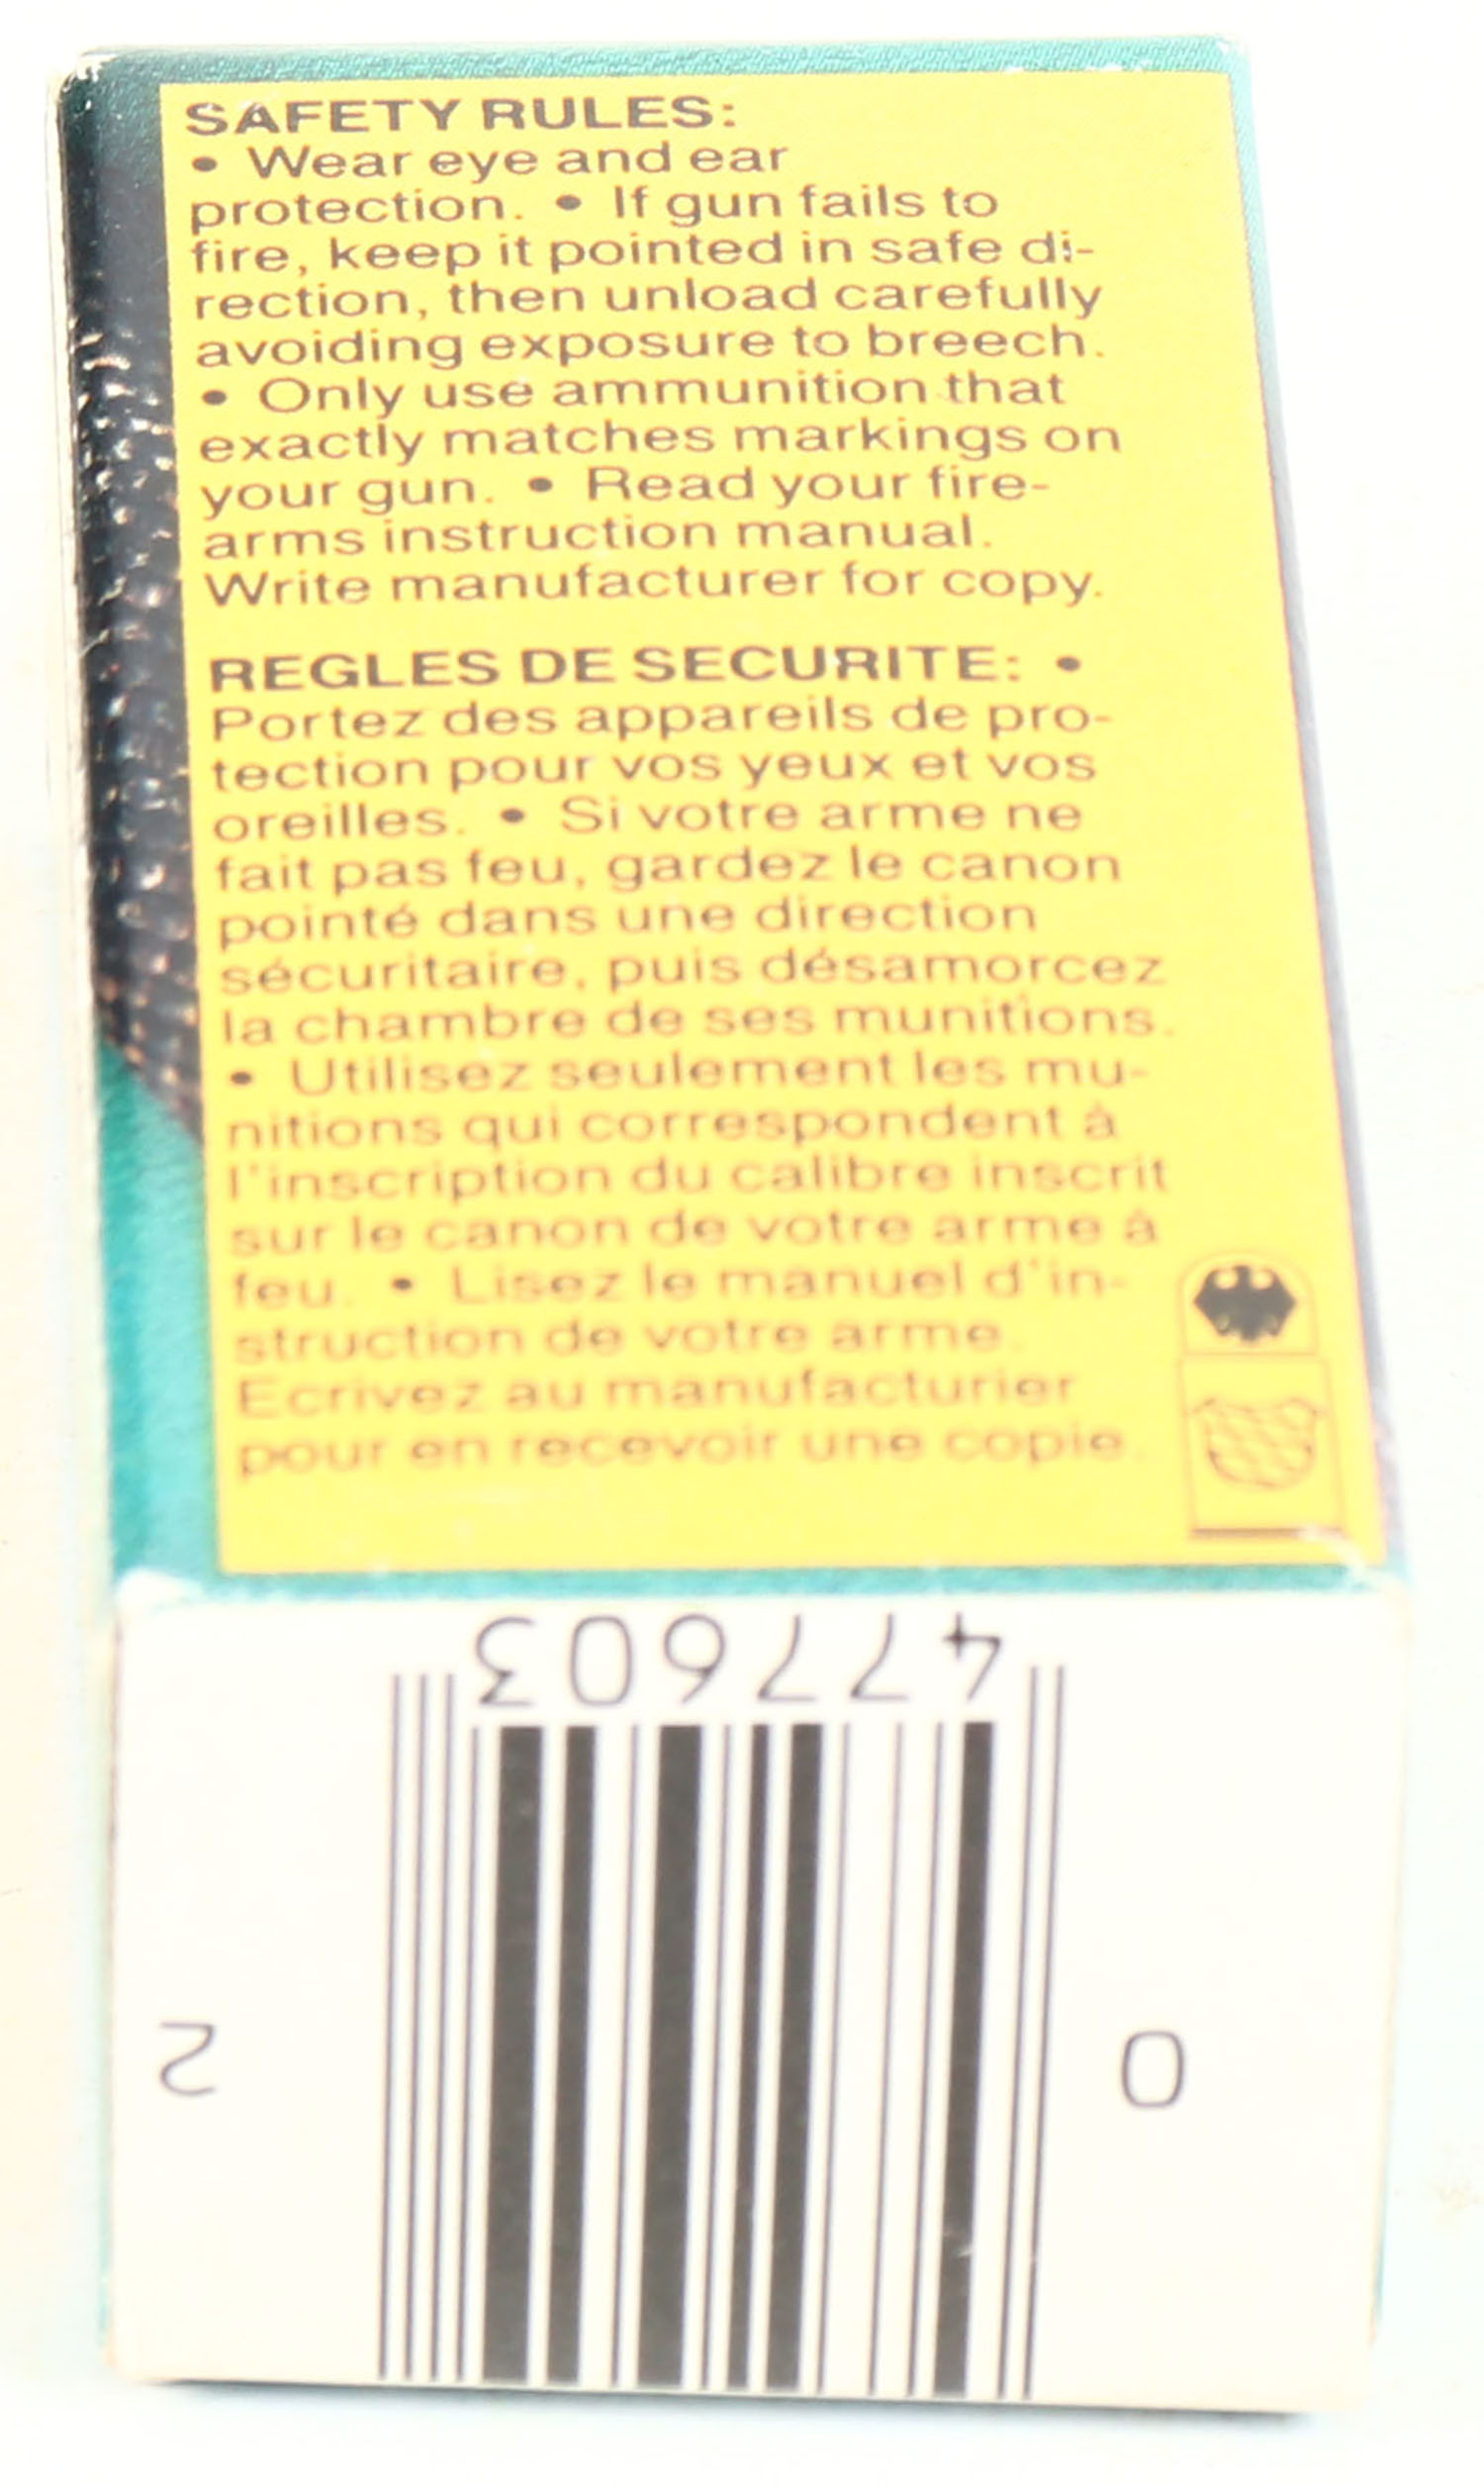 SAFETY RULES:
• Wear eye and ear
protection. • If gun fails to
fire, keep it pointed in safe di-
rection, then unload carefully
avoiding exposure to breech.
• Only use ammunition that
exactly matches markings on
your gun. • Read your fire-
arms instruction manual.
Write manufacturer for copy.
REGLES DE SECURITE: •
Portez des appareils de pro-
tection pour vos yeux et vos
oreilles. • Si votre arme ne
fait pas feu, gardez le canon
pointé dans une direction
sécuritaire, puis désamorcez
la chambre de ses munitions.
• Utilisez seulement les mu-
nitions qui correspondent à
l'inscription du calibre inscrit
sur le canon de votre arme à
feu. • Lisez le manuel d'in-
struction de votre arme.
Ecrivez au manufacturier
pour en recevoir une copie.
0 477603 2